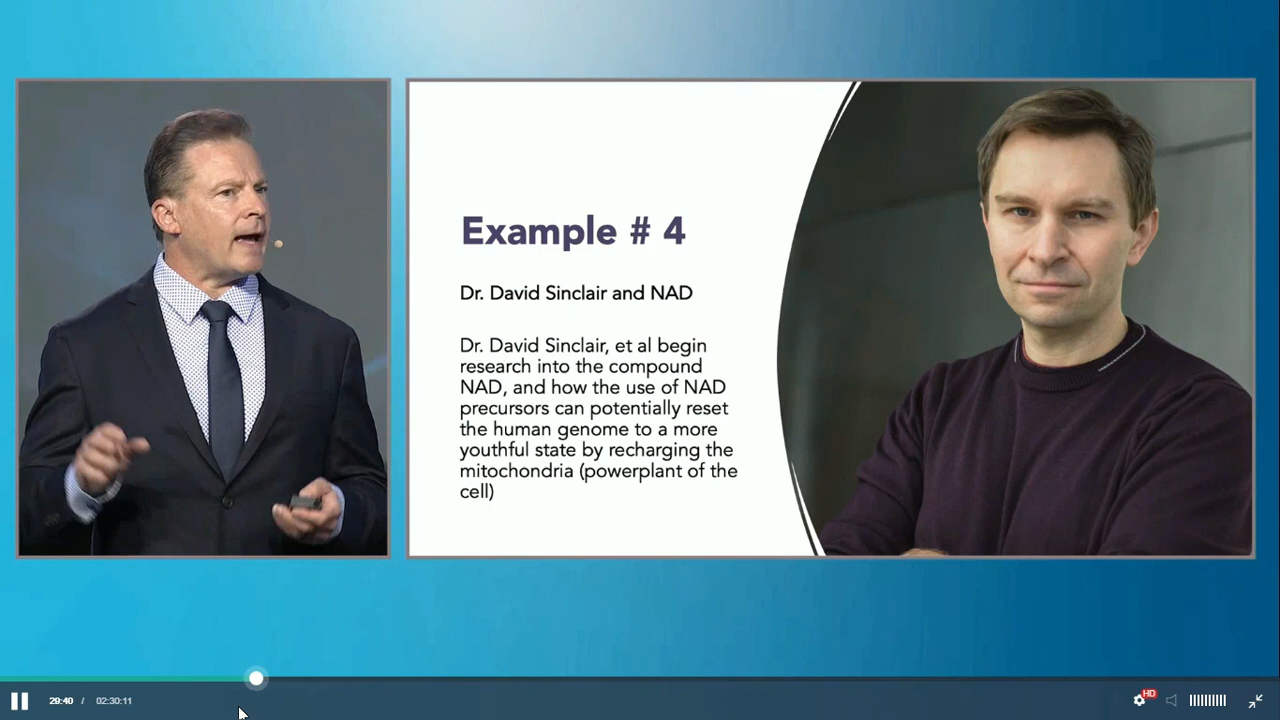 Example # 4
Dr. David Sinclair and NAD
Dr. David Sinclair, et al begin
research into the compound
NAD, and how the use of NAD
precursors can potentially reset
the human genome to a more
youthful state by recharging the
mitochondria (powerplant of the
cell)
29:40 / 02:30:11
HD